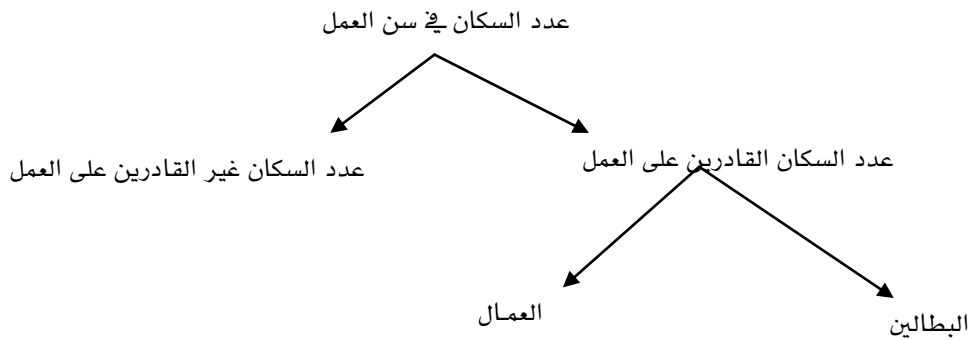 عدد السكان في سن العمل
عدد السكان القادرين على العمل
عدد السكان غير القادرين على العمل
البطالين
العمال